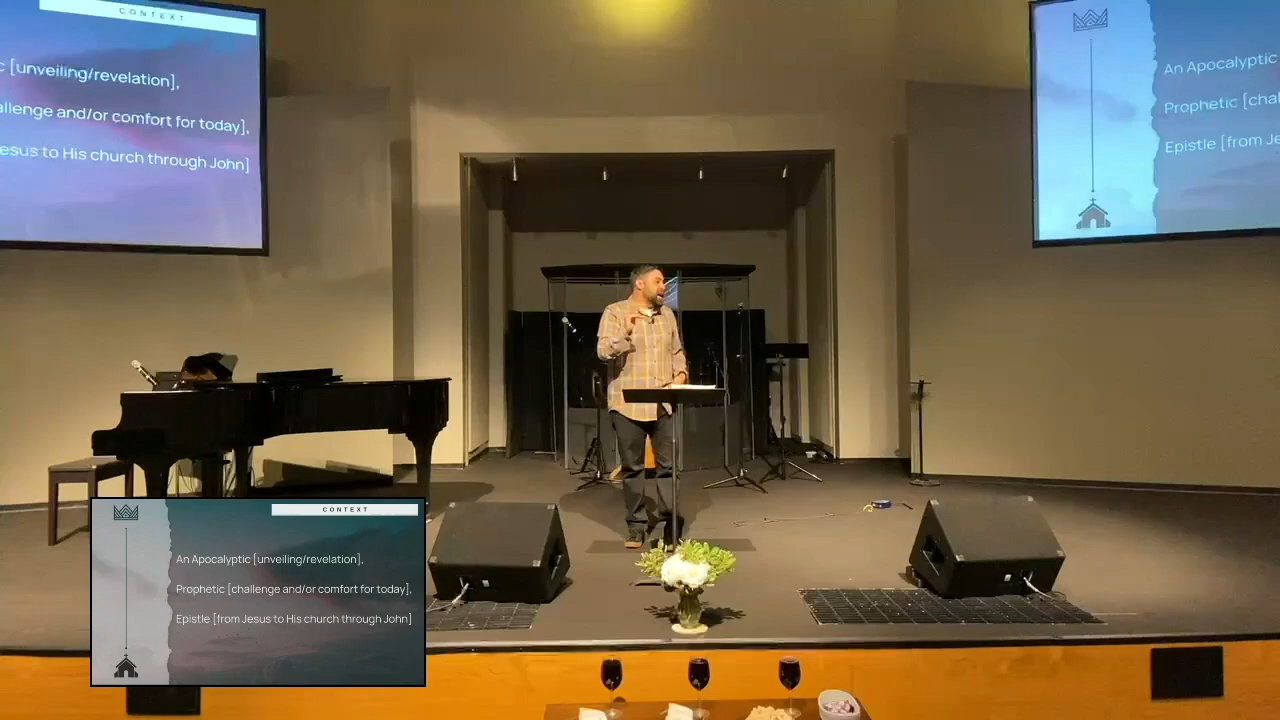 CONTEXT
c [unveiling/revelation],
allenge and/or comfort for today],
esus to His church through John]
An Apocalyptic
Prophetic [chal
Epistle [from Je
CONTEXT
An Apocalyptic [unveiling/revelation],
Prophetic [challenge and/or comfort for today],
Epistle [from Jesus to His church through John]